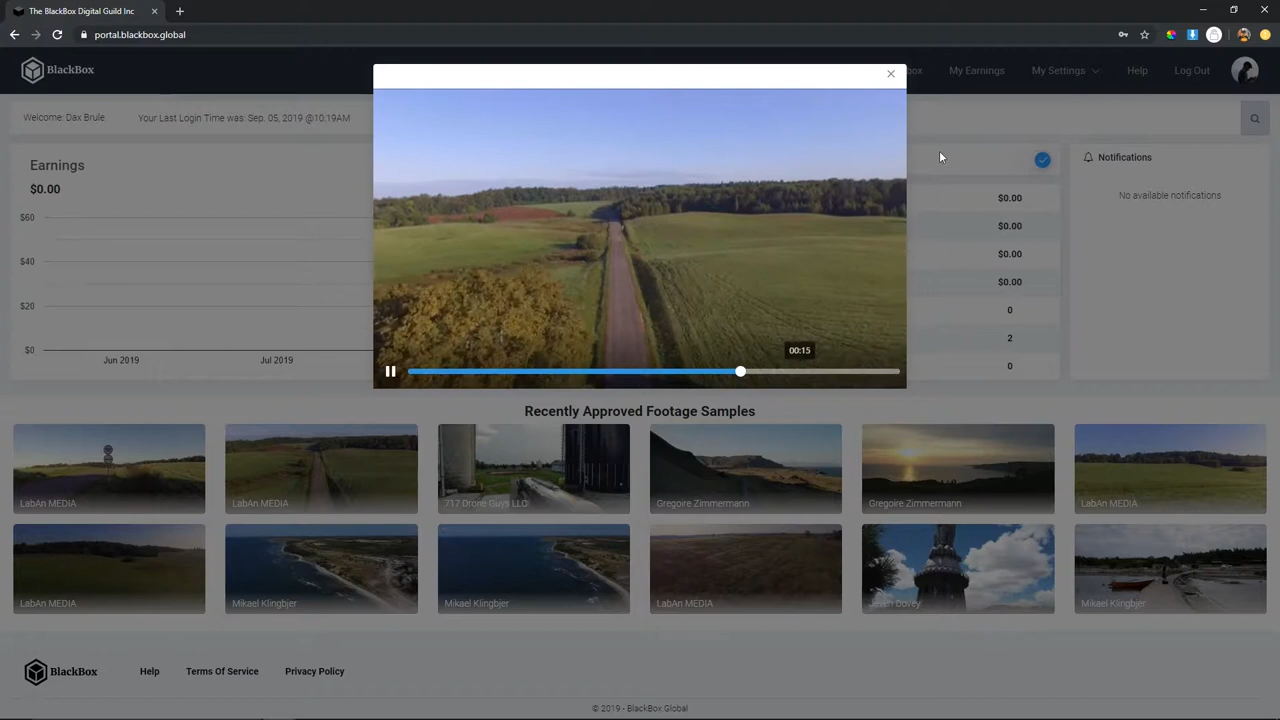 The BlackBox Digital Guild Inc
portal.blackbox.global
BlackBox
box
My Earnings
My Settings
Help
Log Out
Welcome: Dax Brule.
Your Last Login Time was: Sep. 05, 2019 @10:19AM
Earnings
$0.00
$60
$40
$20
$0
Jun 2019
Jul 2019
00:15
$0.00
$0.00
$0.00
$0.00
0
2
0
Notifications
No available notifications
Recently Approved Footage Samples
LabAn MEDIA
LabAn MEDIA
717 Drone Guys LLC
Gregoire Zimmermann
Gregoire Zimmermann
LabAn MEDIA
LabAn MEDIA
Mikael Klingbjer
Mikael Klingbjer
LabAn MEDIA
Jeven Dovey
Mikael Klingbjer
BlackBox
Help
Terms Of Service
Privacy Policy
© 2019 - BlackBox Global